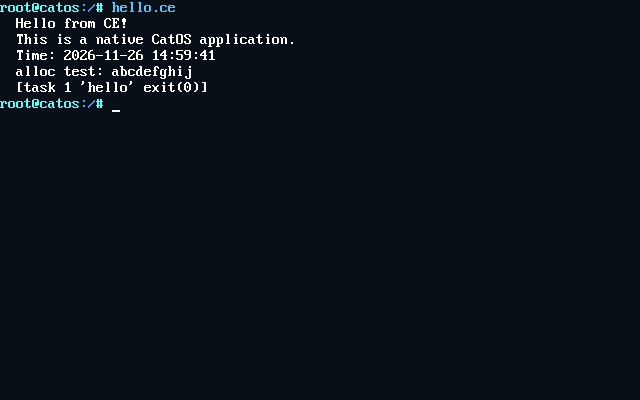 root@catos:/# hello.ce
Hello from CE!
This is a native CatOS application.
Time: 2026-11-26 14:59:41
alloc test: abcdefghij
[task 1 'hello' exit(0)]
root@catos:/# _